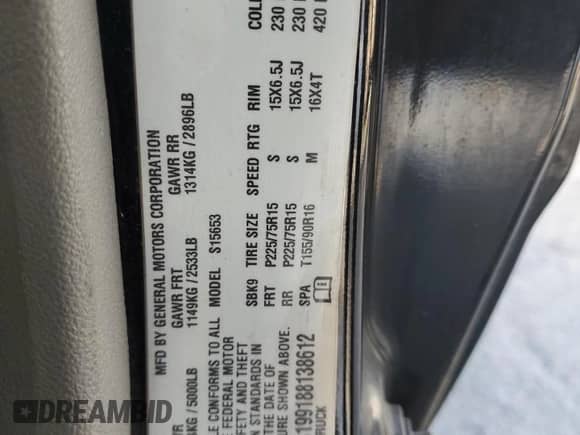 MFD BY GENERAL MOTORS CORPORATION
GAWR FRT GAWR RR
KG / 5000LB 1149KG / 2533LB 1314KG / 2896LB
LE CONFORMS TO ALL MODEL S15653
FEDERAL MOTOR
FETY AND THEFT
N STANDARDS IN
THE DATE OF
URE SHOWN ABOVE.
199188138612
TRUCK
SBK9 TIRE SIZE SPEED RTG RIM COLD
FRT P225/75R15 S 15X6.5J 230
RR P225/75R15 S 15X6.5J 230
SPA T155/90R16 M 16X4T 420
DREAMBID